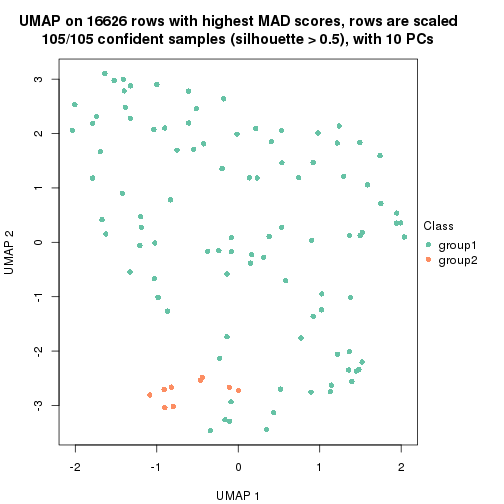 UMAP on 16626 rows with highest MAD scores, rows are scaled
105/105 confident samples (silhouette > 0.5), with 10 PCs
3
2
1
0
-1
-2
-3
UMAP 2
-2
-1
0
1
2
UMAP 1
Class
group1
group2